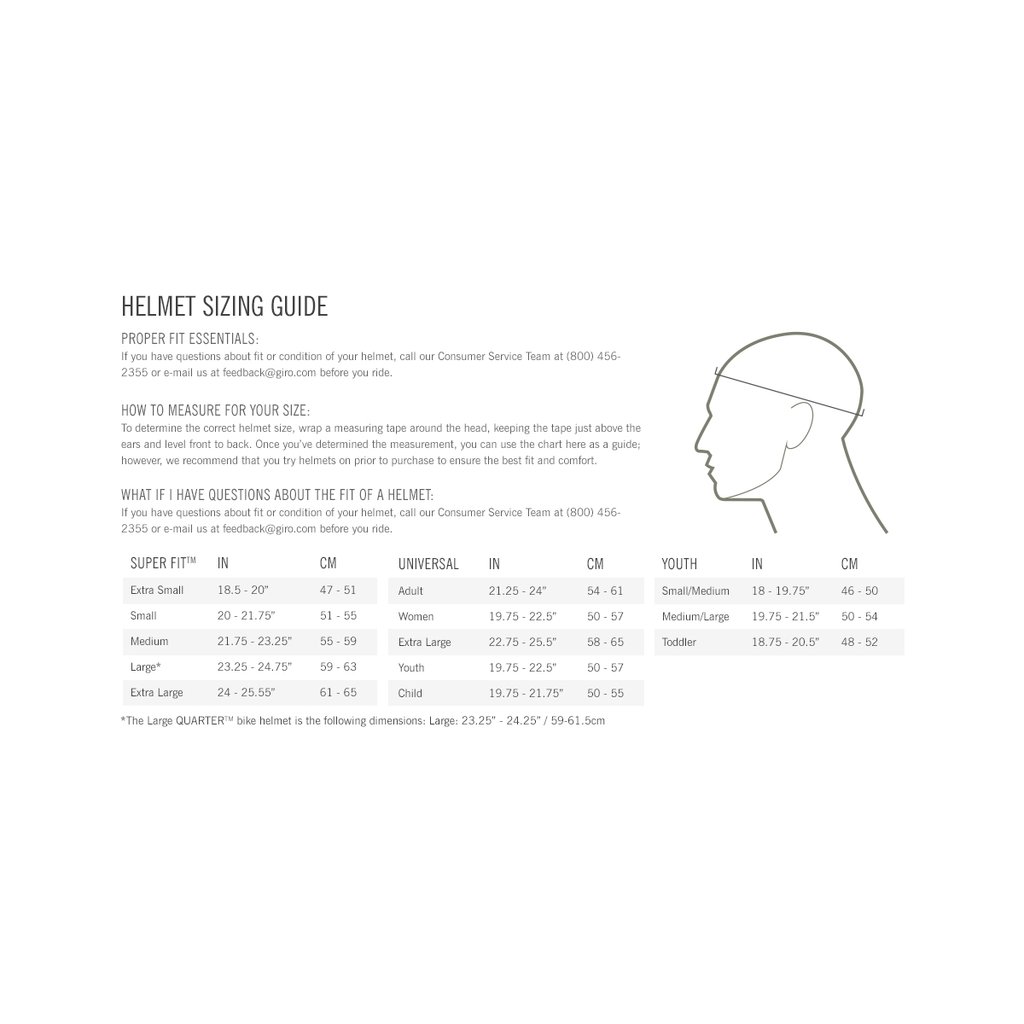 HELMET SIZING GUIDE
PROPER FIT ESSENTIALS:
If you have questions about fit or condition of your helmet, call our Consumer Service Team at (800) 456-
2355 or e-mail us at feedback@giro.com before you ride.
HOW TO MEASURE FOR YOUR SIZE:
To determine the correct helmet size, wrap a measuring tape around the head, keeping the tape just above the
ears and level front to back. Once you've determined the measurement, you can use the chart here as a guide;
however, we recommend that you try helmets on prior to purchase to ensure the best fit and comfort.
WHAT IF I HAVE QUESTIONS ABOUT THE FIT OF A HELMET:
If you have questions about fit or condition of your helmet, call our Consumer Service Team at (800) 456-
2355 or e-mail us at feedback@giro.com before you ride.
SUPER FIT™ IN CM
Extra Small 18.5 - 20" 47 - 51
Small 20 - 21.75" 51 - 55
Medium 21.75 - 23.25" 55 - 59
Large* 23.25 - 24.75" 59 - 63
Extra Large 24 - 25.55" 61 - 65
UNIVERSAL IN CM
Adult 21.25 - 24" 54 - 61
Women 19.75 - 22.5" 50 - 57
Extra Large 22.75 - 25.5" 58 - 65
Youth 19.75 - 22.5" 50 - 57
Child 19.75 - 21.75" 50 - 55
YOUTH IN CM
Small/Medium 18 - 19.75" 46 - 50
Medium/Large 19.75 - 21.5" 50 - 54
Toddler 18.75 - 20.5" 48 - 52
*The Large QUARTER™ bike helmet is the following dimensions: Large: 23.25" - 24.25" / 59-61.5cm